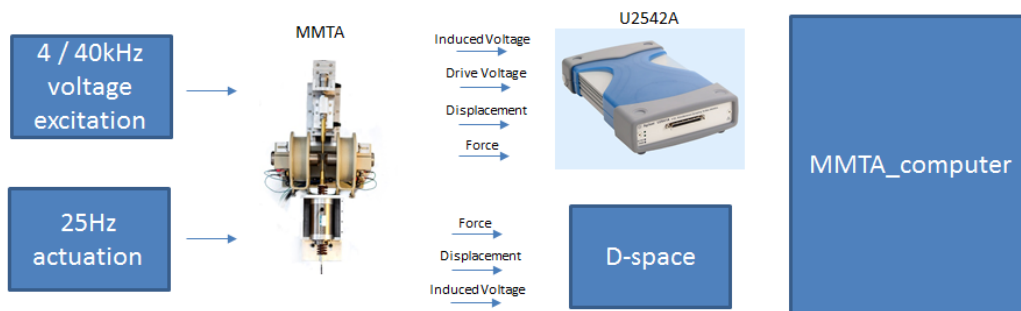 4 / 40kHz
voltage
excitation
25Hz
actuation
MMTA
Induced Voltage
Drive Voltage
Displacement
Force
Force
Displacement
Induced Voltage
U2542A
D-space
MMTA_computer